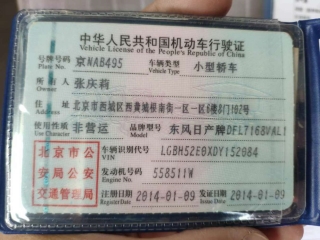 中华人民共和国机动车行驶证
Vehicle License of the People's Republic of China
号牌号码 京NAB495 车辆类型 小型轿车
Plate No. Vehicle Type
所有人 张庆莉
Owner
住址 北京市西城区西黄城根南街一区一区6楼8门102号
Address
使用性质 非营运 品牌型号 东风日产牌DFL7168VAL1
Use Character Model
北京市公安局公安交通管理局
车辆识别代号 LGBH52E0XDY152084
VIN
发动机号码 558511W
Engine No.
注册日期 2014-01-09 发证日期 2014-01-09
Register Date Issue Date